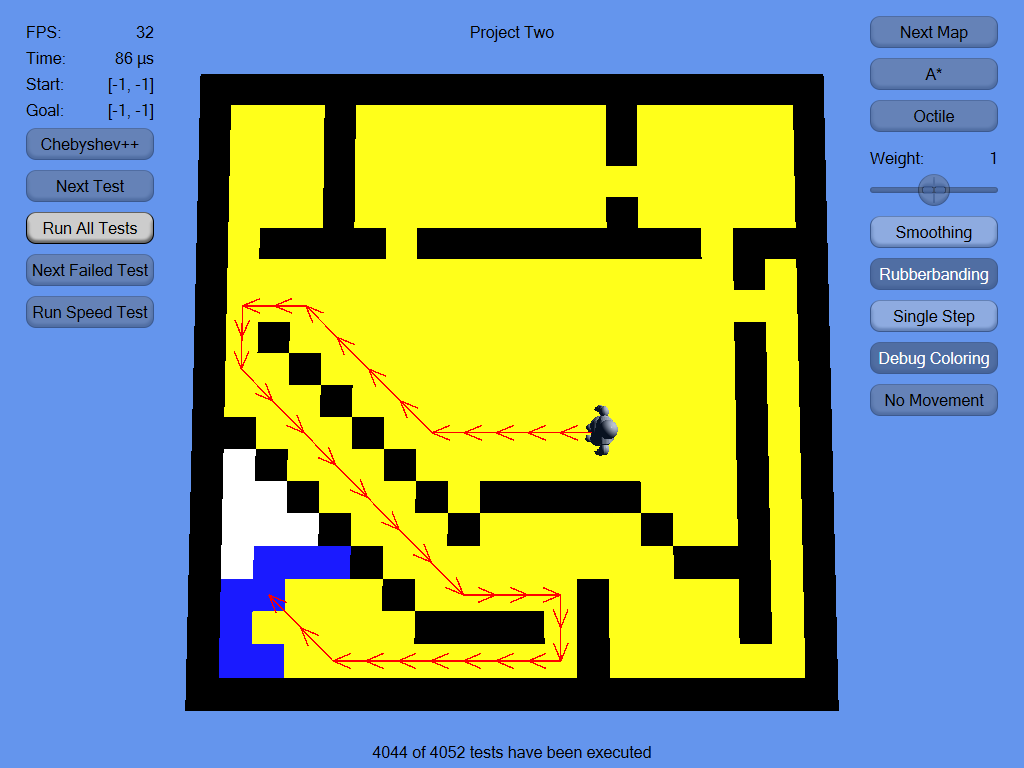 FPS: 32
Time: 86 µs
Start: [-1, -1]
Goal: [-1, -1]
Chebyshev++
Next Test
Run All Tests
Next Failed Test
Run Speed Test
Project Two
Next Map
A*
Octile
Weight: 1
Smoothing
Rubberbanding
Single Step
Debug Coloring
No Movement
4044 of 4052 tests have been executed